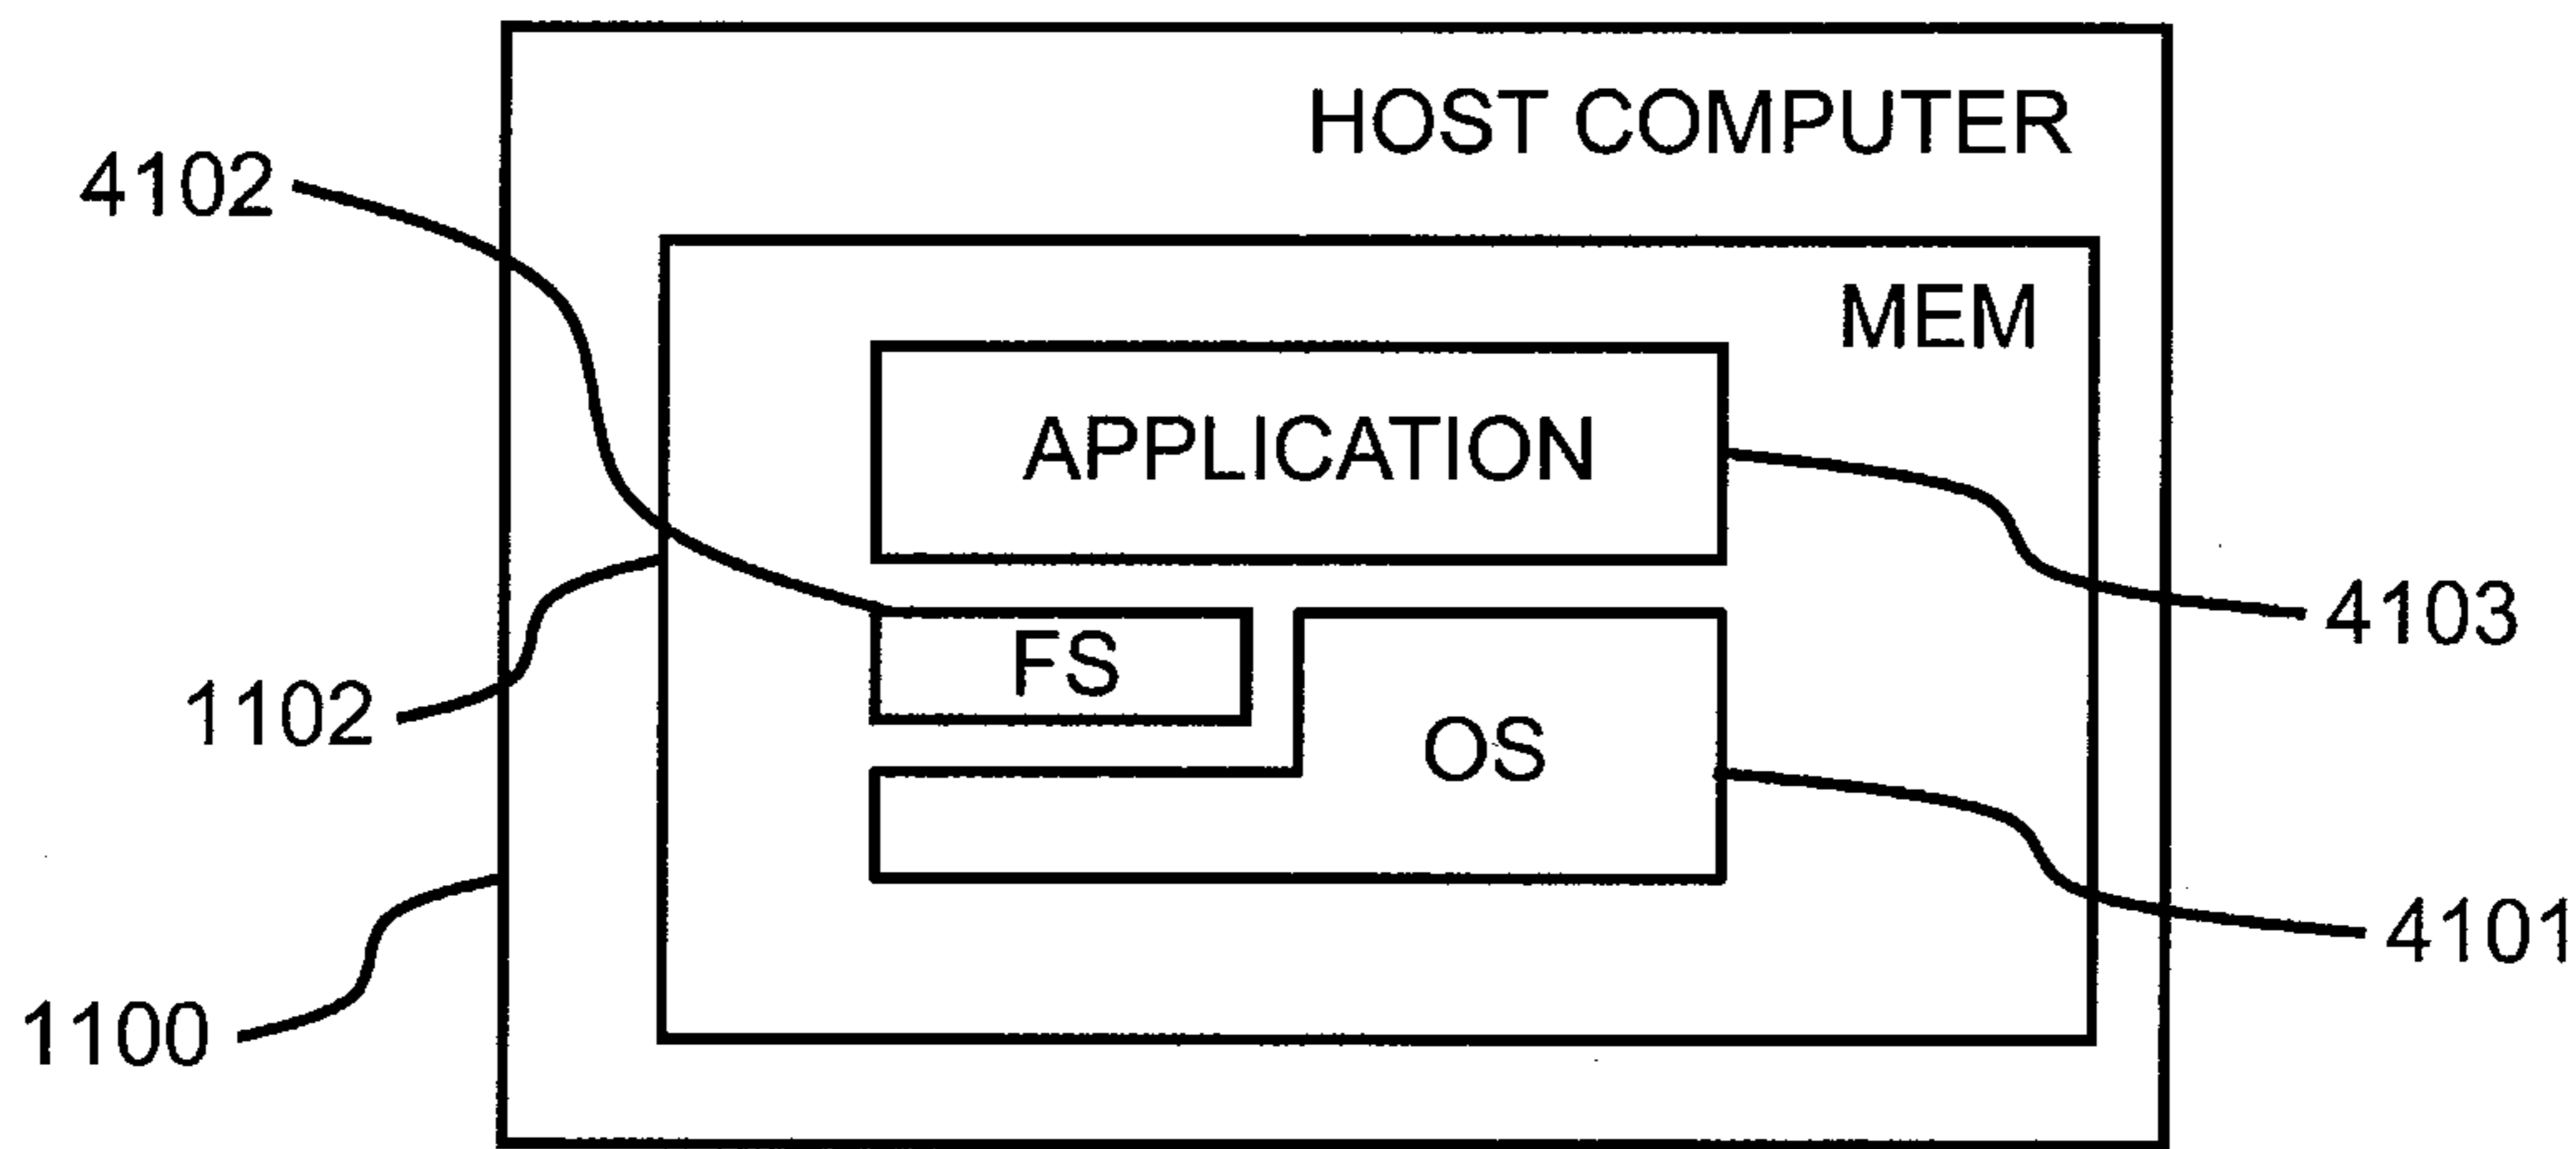 HOST COMPUTER
4102
MEM
APPLICATION
4103
FS
1102
OS
4101
1100